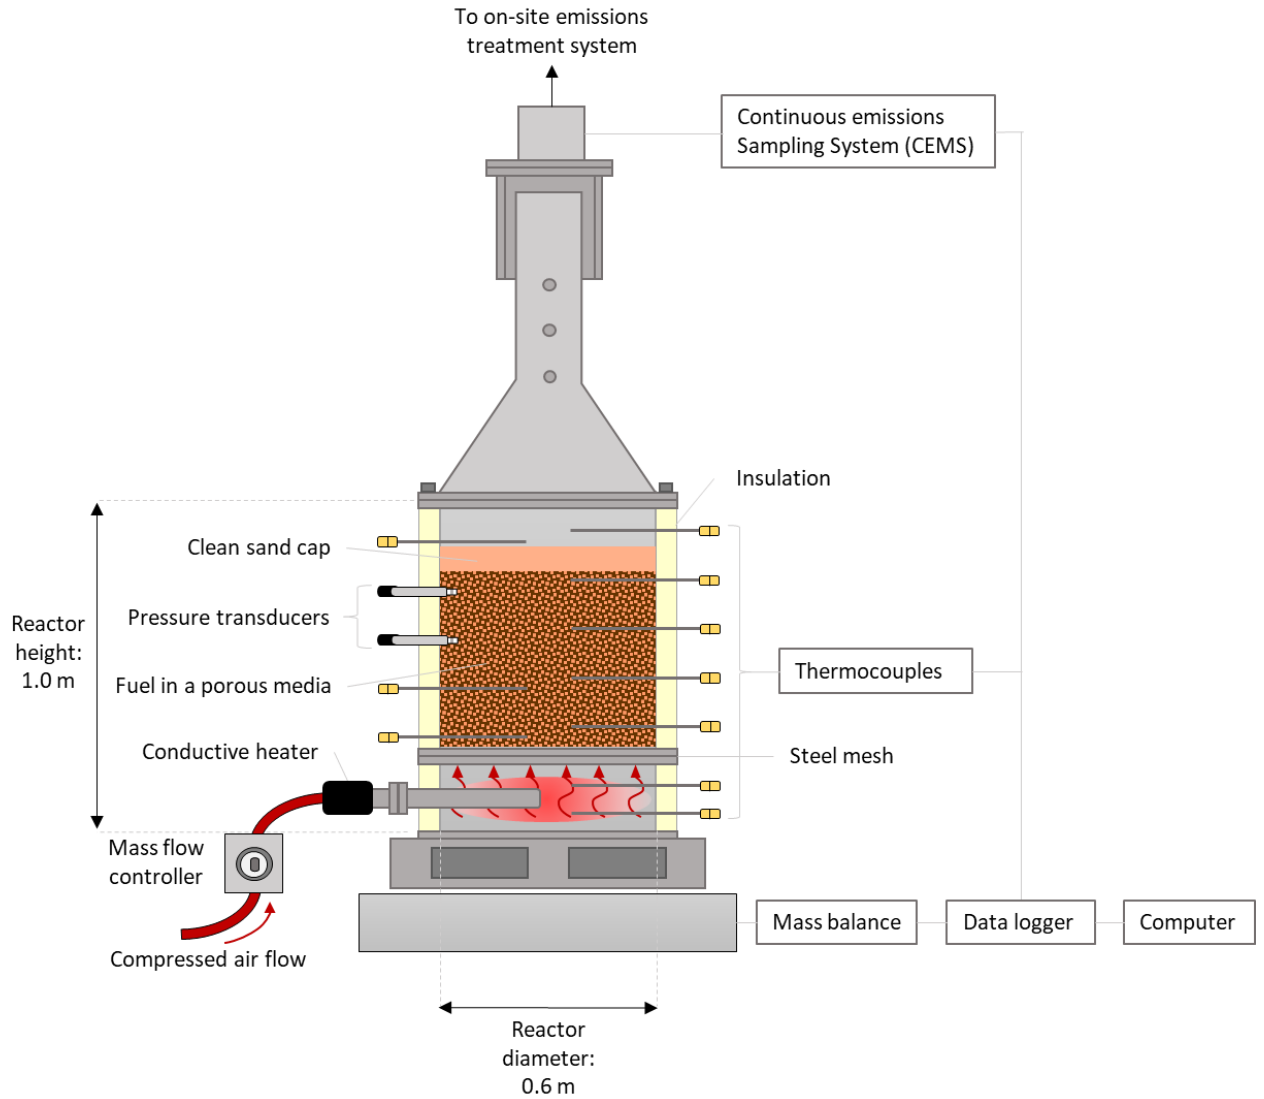 To on-site emissions
treatment system
Continuous emissions
Sampling System (CEMS)
Insulation
Clean sand cap
Pressure transducers
Reactor
height:
1.0 m
Thermocouples
Fuel in a porous media
Conductive heater
Steel mesh
Mass flow
controller
Mass balance
Data logger
Computer
Compressed air flow
Reactor
diameter:
0.6 m